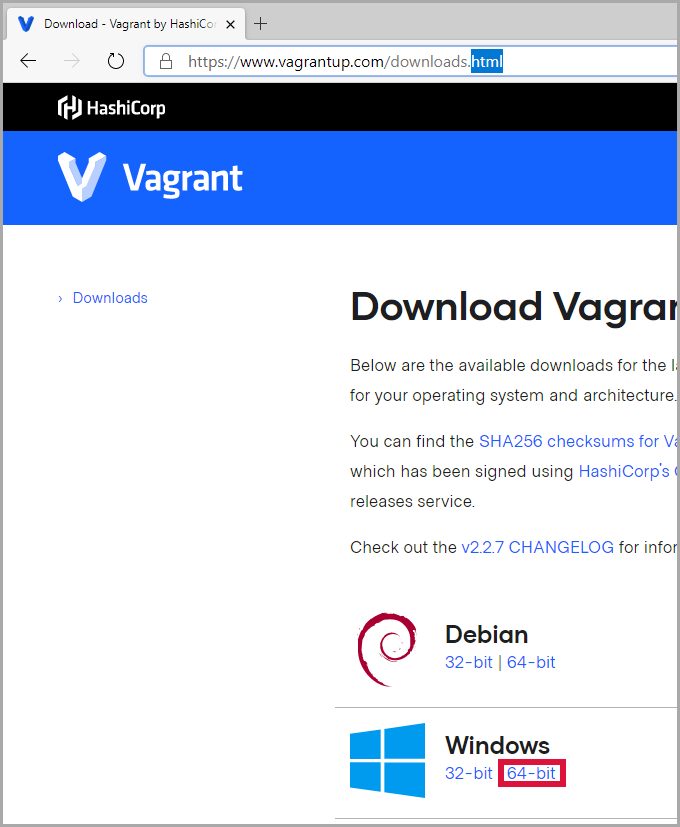 Download - Vagrant by HashiCor
https://www.vagrantup.com/downloads.html
HashiCorp
Vagrant
› Downloads
Download Vagran
Below are the available downloads for the la
for your operating system and architecture.
You can find the SHA256 checksums for Va
which has been signed using HashiCorp's G
releases service.
Check out the v2.2.7 CHANGELOG for infor
Debian
32-bit | 64-bit
Windows
32-bit 64-bit